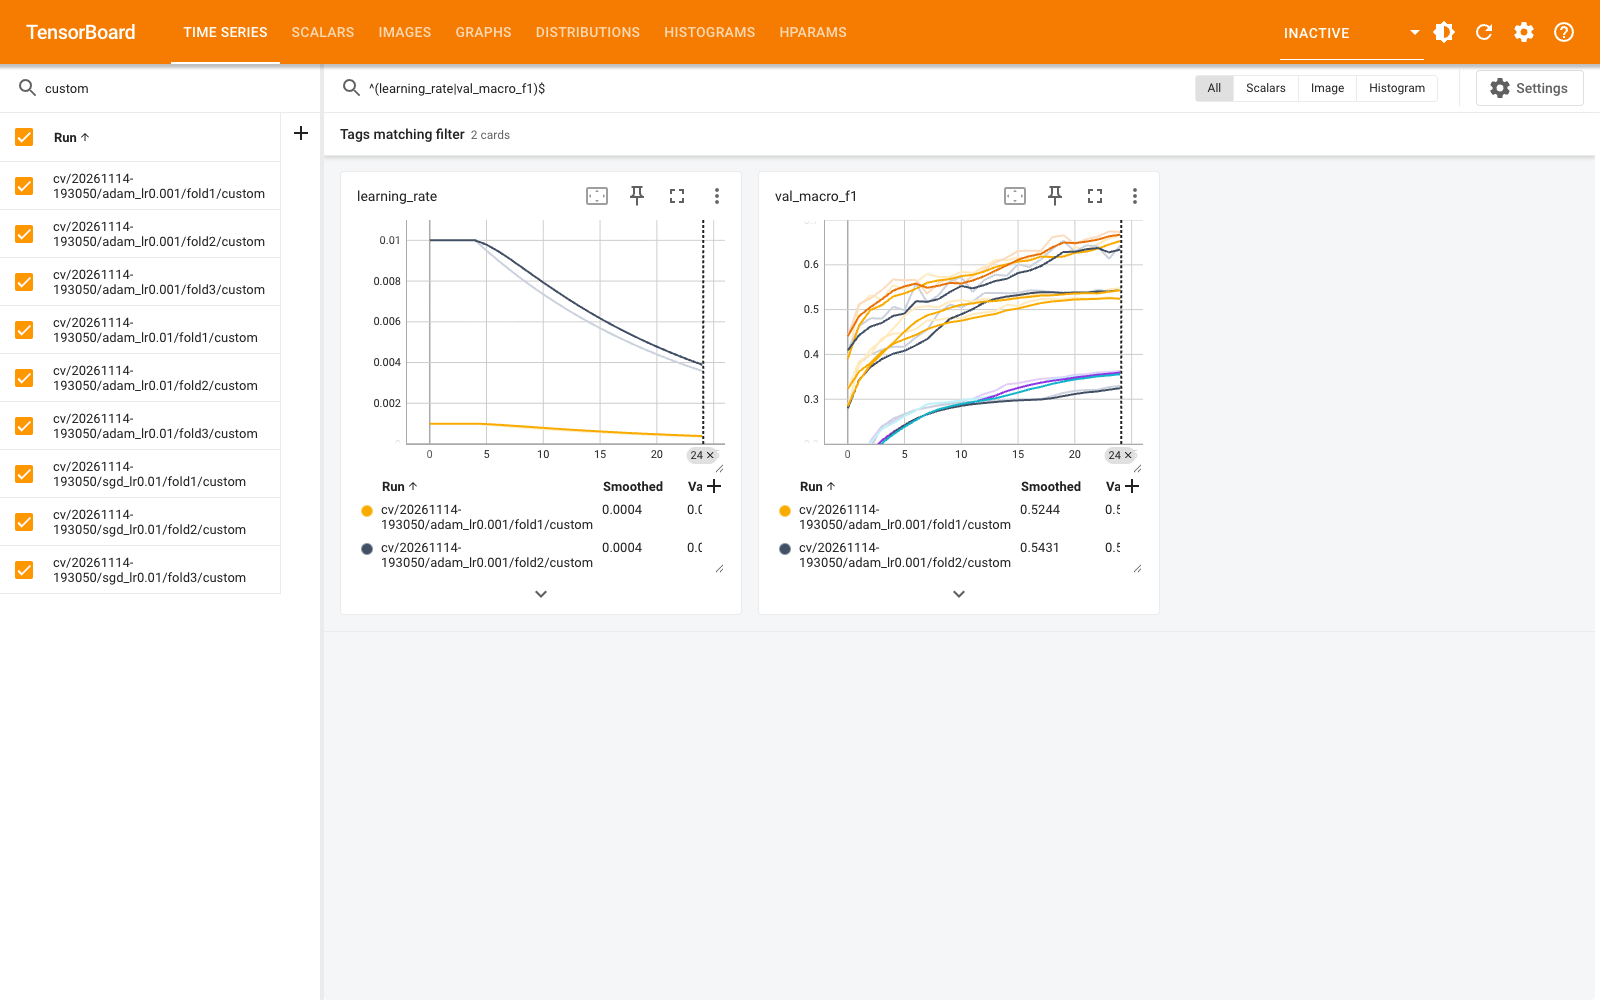 TensorBoard
TIME SERIES
SCALARS
IMAGES
GRAPHS
DISTRIBUTIONS
HISTOGRAMS
HPARAMS
INACTIVE
custom
^(learning_rate|val_macro_f1)$
All
Scalars
Image
Histogram
Settings
Run
cv/20261114-
193050/adam_lr0.001/fold1/custom
cv/20261114-
193050/adam_lr0.001/fold2/custom
cv/20261114-
193050/adam_lr0.001/fold3/custom
cv/20261114-
193050/adam_lr0.01/fold1/custom
cv/20261114-
193050/adam_lr0.01/fold2/custom
cv/20261114-
193050/adam_lr0.01/fold3/custom
cv/20261114-
193050/sgd_lr0.01/fold1/custom
cv/20261114-
193050/sgd_lr0.01/fold2/custom
cv/20261114-
193050/sgd_lr0.01/fold3/custom
Tags matching filter 2 cards
learning_rate
0.01
0.008
0.006
0.004
0.002
0
5
10
15
20
24
Run
Smoothed
Va
cv/20261114-
193050/adam_lr0.001/fold1/custom
0.0004
cv/20261114-
193050/adam_lr0.001/fold2/custom
0.0004
val_macro_f1
0.6
0.5
0.4
0.3
0
5
10
15
20
24
Run
Smoothed
Va
cv/20261114-
193050/adam_lr0.001/fold1/custom
0.5244
0.5
cv/20261114-
193050/adam_lr0.001/fold2/custom
0.5431
0.5